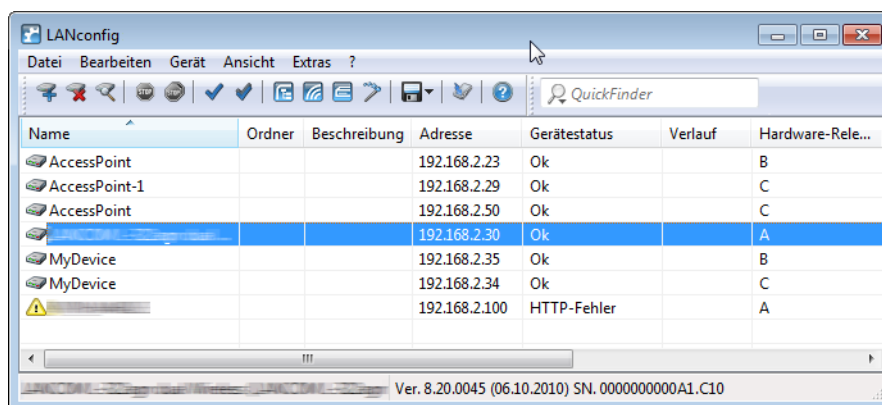 LANconfig
Datei Bearbeiten Gerät Ansicht Extras ?
QuickFinder
Name Ordner Beschreibung Adresse Gerätestatus Verlauf Hardware-Rele...
AccessPoint 192.168.2.23 Ok B
AccessPoint-1 192.168.2.29 Ok C
AccessPoint 192.168.2.50 Ok C
192.168.2.30 Ok A
MyDevice 192.168.2.35 Ok B
MyDevice 192.168.2.34 Ok C
192.168.2.100 HTTP-Fehler A
Ver. 8.20.0045 (06.10.2010) SN. 0000000000A1.C10